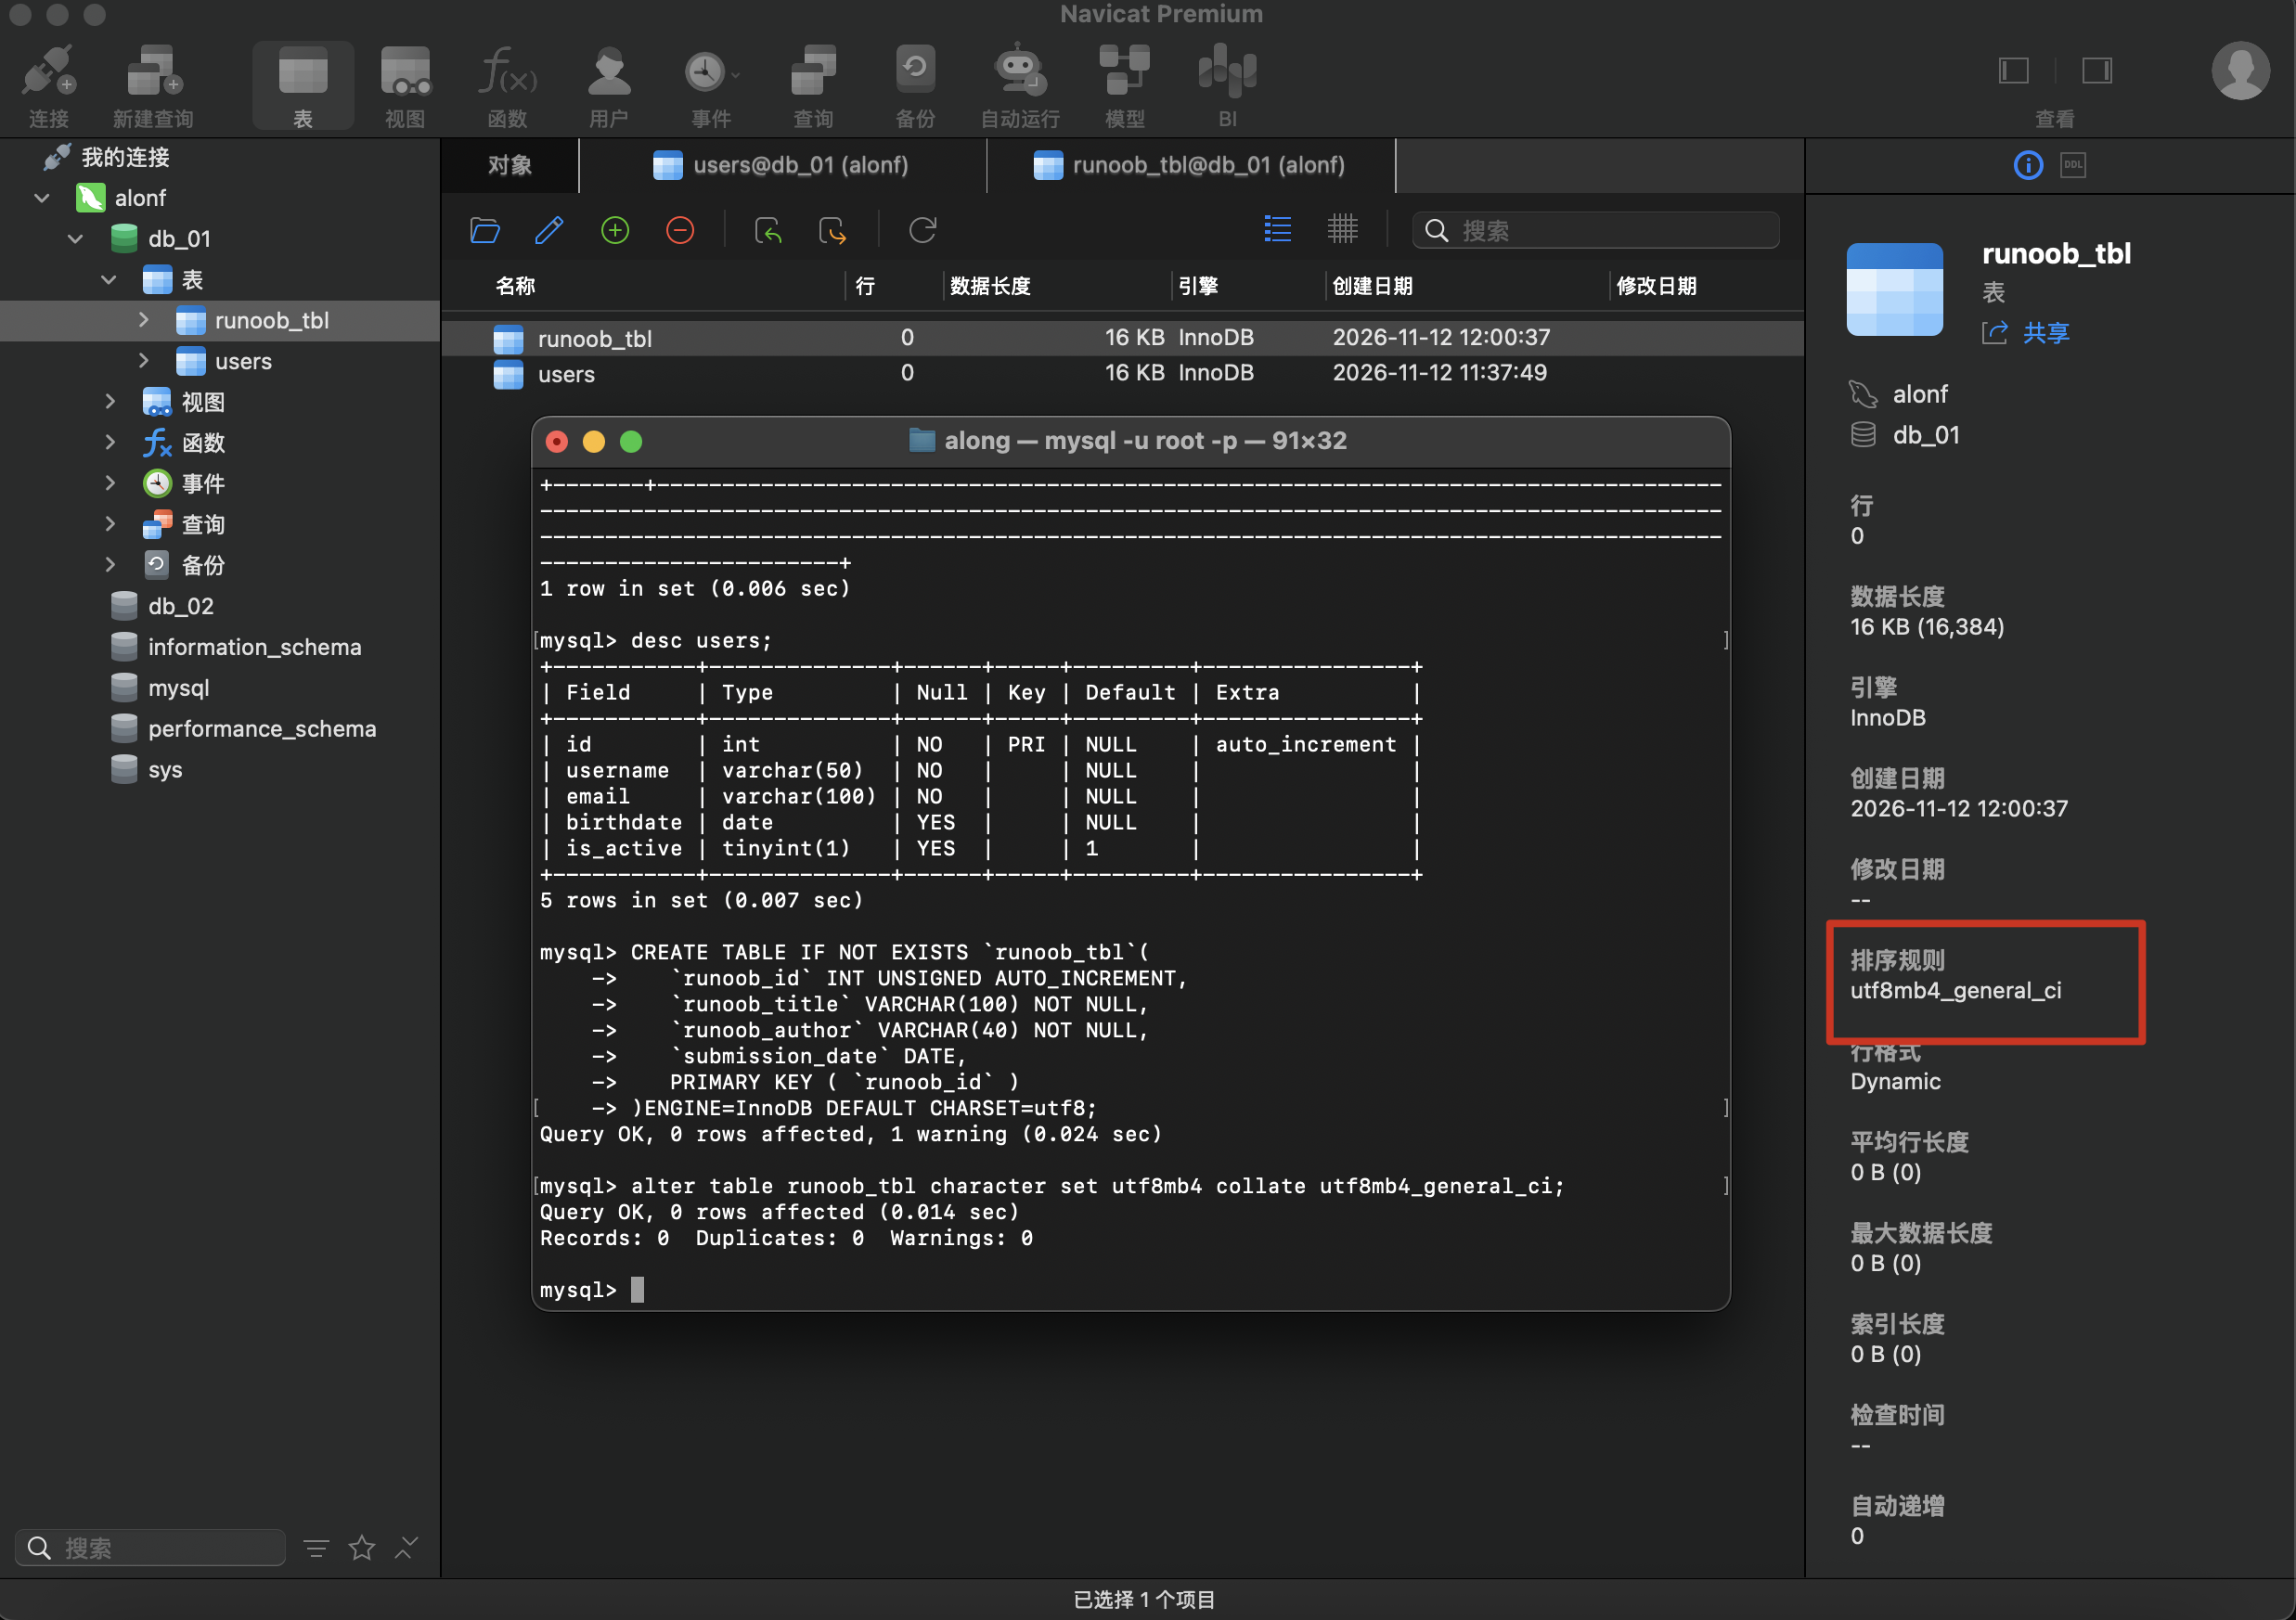 Navicat Premium
连接
新建查询
表
视图
函数
用户
事件
查询
备份
自动运行
模型
BI
查看
我的连接
alonf
db_01
表
runoob_tbl
users
视图
函数
事件
查询
备份
db_02
information_schema
mysql
performance_schema
sys
搜索
对象
users@db_01 (alonf)
runoob_tbl@db_01 (alonf)
搜索
名称 行 数据长度 引擎 创建日期 修改日期
runoob_tbl 0 16 KB InnoDB 2026-11-12 12:00:37
users 0 16 KB InnoDB 2026-11-12 11:37:49
along — mysql -u root -p — 91×32
+-------+----------------------------------------------------------------------------------
-------------------------------------------------------------------------------------------
-------------------------------------------------------------------------------------------
-----------------------+
1 row in set (0.006 sec)
mysql> desc users;
+-----------+--------------+------+-----+---------+----------------+
| Field     | Type         | Null | Key | Default | Extra          |
+-----------+--------------+------+-----+---------+----------------+
| id        | int          | NO   | PRI | NULL    | auto_increment |
| username  | varchar(50)  | NO   |     | NULL    |                |
| email     | varchar(100) | NO   |     | NULL    |                |
| birthdate | date         | YES  |     | NULL    |                |
| is_active | tinyint(1)   | YES  |     | 1       |                |
+-----------+--------------+------+-----+---------+----------------+
5 rows in set (0.007 sec)
mysql> CREATE TABLE IF NOT EXISTS `runoob_tbl`(
    ->    `runoob_id` INT UNSIGNED AUTO_INCREMENT,
    ->    `runoob_title` VARCHAR(100) NOT NULL,
    ->    `runoob_author` VARCHAR(40) NOT NULL,
    ->    `submission_date` DATE,
    ->    PRIMARY KEY ( `runoob_id` )
    -> )ENGINE=InnoDB DEFAULT CHARSET=utf8;
Query OK, 0 rows affected, 1 warning (0.024 sec)
mysql> alter table runoob_tbl character set utf8mb4 collate utf8mb4_general_ci;
Query OK, 0 rows affected (0.014 sec)
Records: 0  Duplicates: 0  Warnings: 0
mysql>
DDL
runoob_tbl
表
共享
alonf
db_01
行
0
数据长度
16 KB (16,384)
引擎
InnoDB
创建日期
2026-11-12 12:00:37
修改日期
--
排序规则
utf8mb4_general_ci
行格式
Dynamic
平均行长度
0 B (0)
最大数据长度
0 B (0)
索引长度
0 B (0)
检查时间
--
自动递增
0
已选择 1 个项目